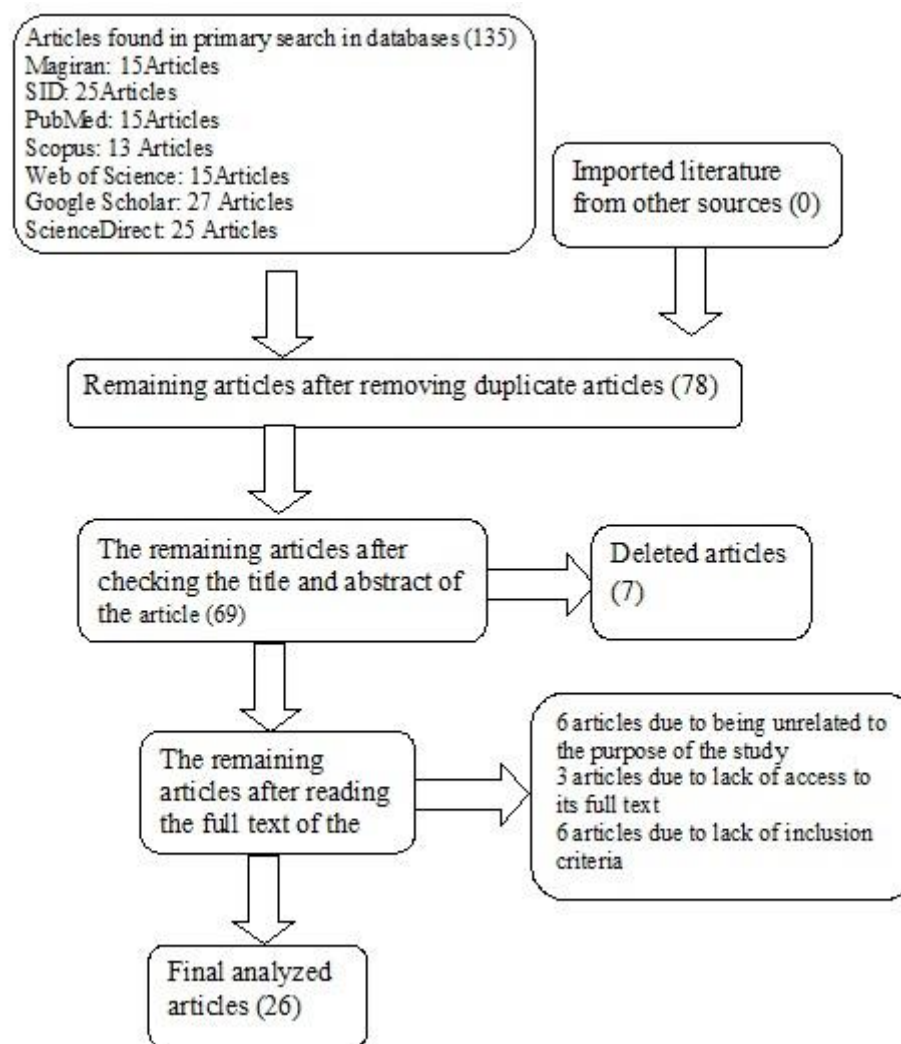 Articles found in primary search in databases (135)
Magiran: 15Articles
SID: 25Articles
PubMed: 15Articles
Scopus: 13 Articles
Web of Science: 15Articles
Google Scholar: 27 Articles
ScienceDirect: 25 Articles
Imported literature
from other sources (0)
Remaining articles after removing duplicate articles (78)
The remaining articles after
checking the title and abstract of
the article (69)
Deleted articles
(7)
The remaining
articles after reading
the full text of the
6 articles due to being unrelated to
the purpose of the study
3 articles due to lack of access to
its full text
6 articles due to lack of inclusion
criteria
Final analyzed
articles (26)